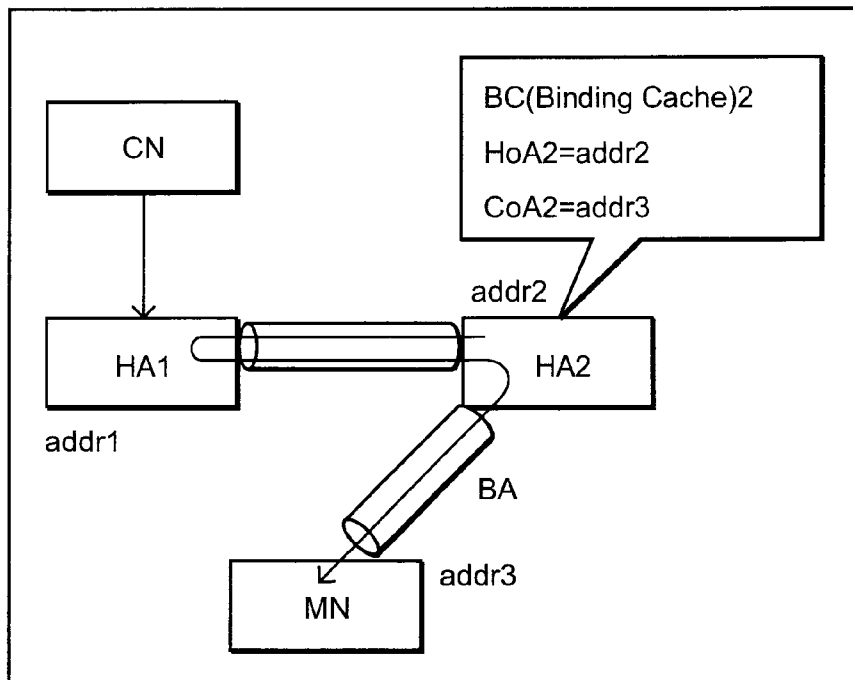 CN
BC(Binding Cache)2
HoA2=addr2
CoA2=addr3
addr2
HA1
HA2
addr1
BA
addr3
MN